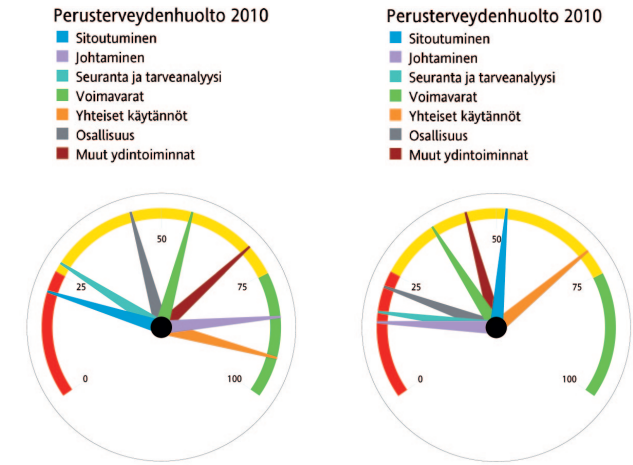 Perusterveydenhuolto 2010
Sitoutuminen
Johtaminen
Seuranta ja tarveanalyysi
Voimavarat
Yhteiset käytännöt
Osallisuus
Muut ydintoiminnat
50
25
75
0
100
Perusterveydenhuolto 2010
Sitoutuminen
Johtaminen
Seuranta ja tarveanalyysi
Voimavarat
Yhteiset käytännöt
Osallisuus
Muut ydintoiminnat
50
25
75
0
100